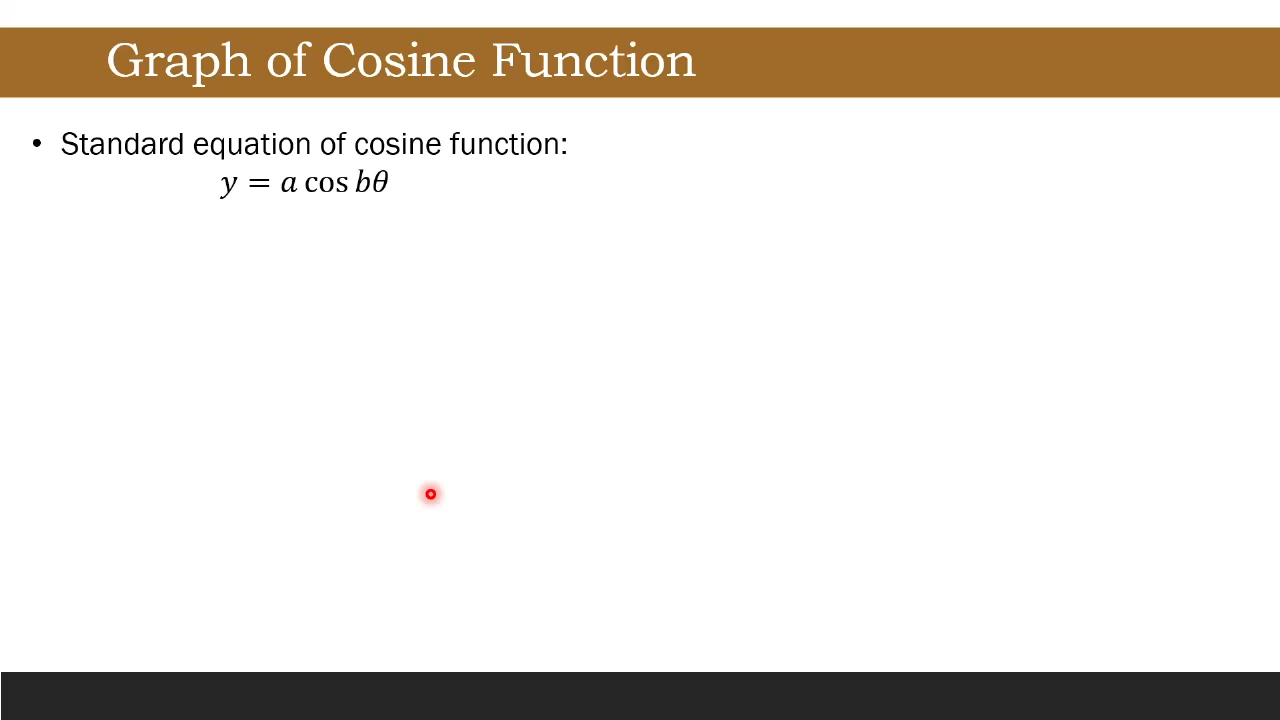 Graph of Cosine Function
• Standard equation of cosine function:
y = a cos bθ